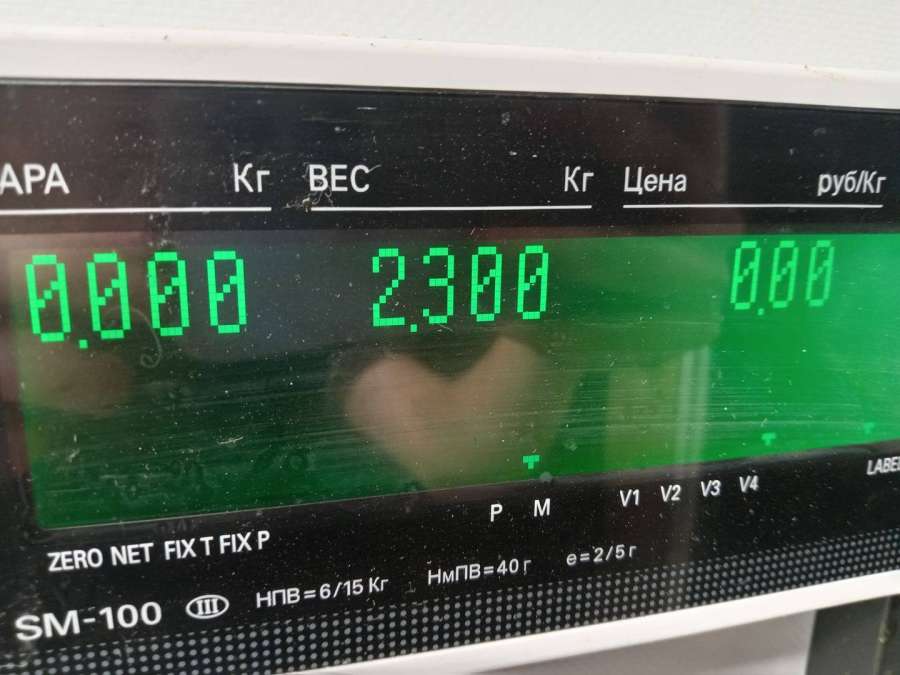 АРА Кг ВЕС Кг Цена руб/Кг
0.000 2.300 0.00
P M V1 V2 V3 V4 LABEL
ZERO NET FIX T FIX P
SM-100 III НПВ=6/15 Кг НмПВ=40 г e=2/5 г